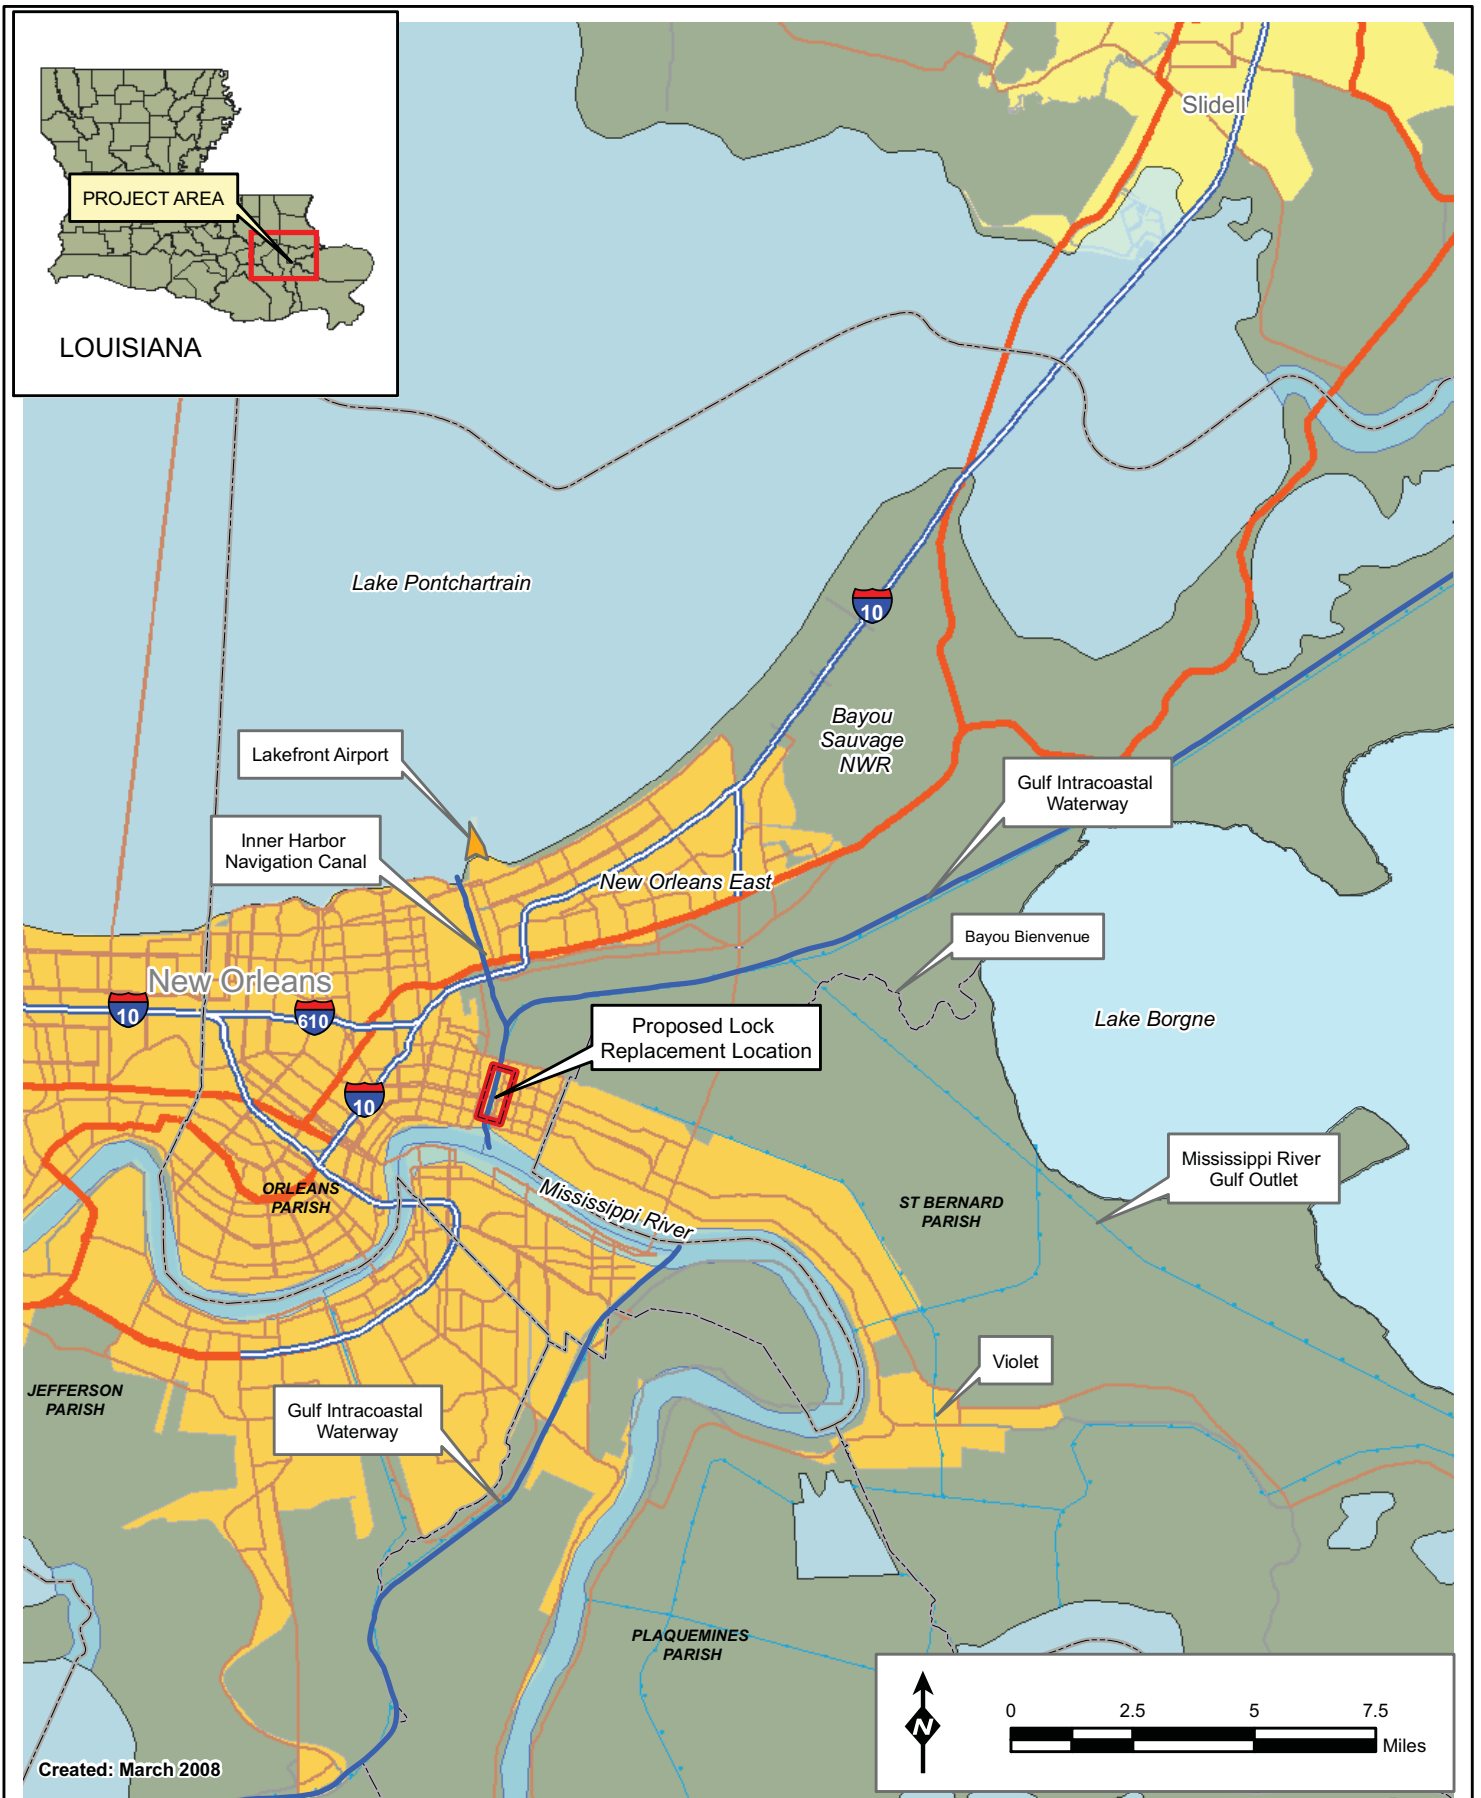 PROJECT AREA
LOUISIANA
Slidell
Lake Pontchartrain
10
Bayou
Sauvage
NWR
Lakefront Airport
Gulf Intracoastal
Waterway
Inner Harbor
Navigation Canal
New Orleans East
Bayou Bienvenue
New Orleans
10
610
Lake Borgne
Proposed Lock
Replacement Location
10
Mississippi River
Gulf Outlet
ORLEANS
PARISH
Mississippi River
ST BERNARD
PARISH
Violet
JEFFERSON
PARISH
Gulf Intracoastal
Waterway
PLAQUEMINES
PARISH
N
0 2.5 5 7.5
Miles
Created: March 2008